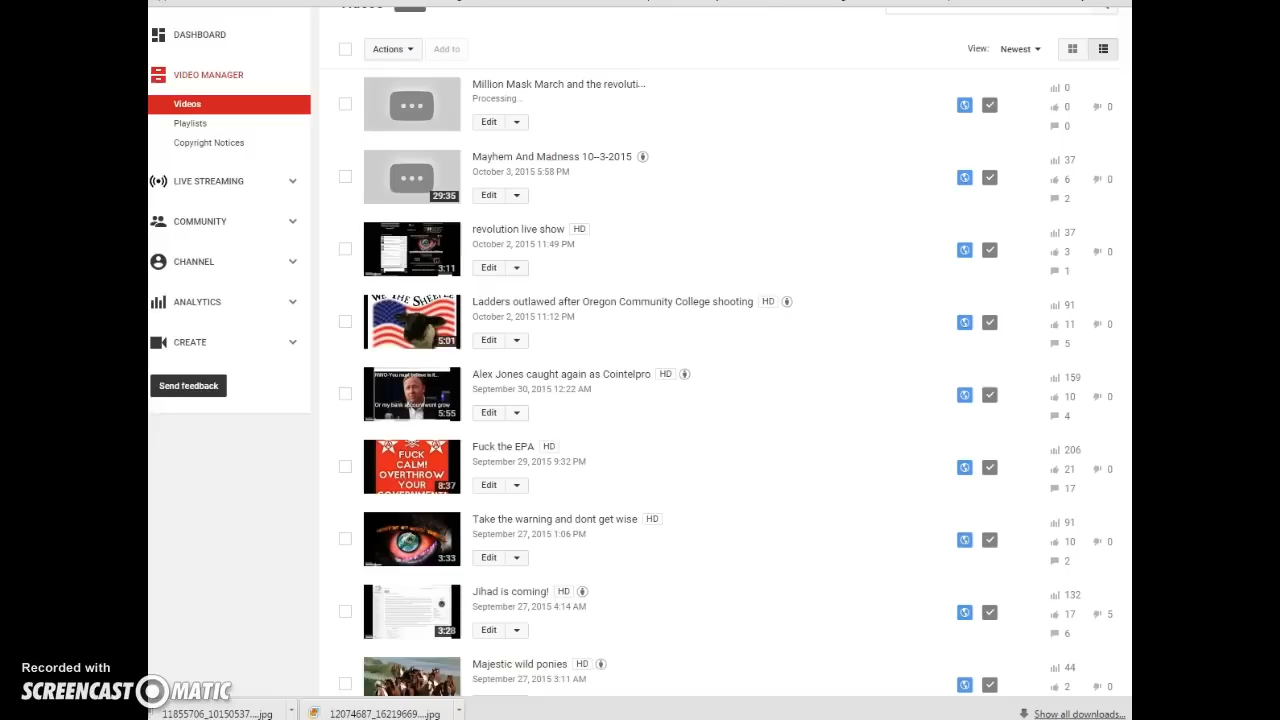 DASHBOARD
VIDEO MANAGER
Videos
Playlists
Copyright Notices
LIVE STREAMING
COMMUNITY
CHANNEL
ANALYTICS
CREATE
Send feedback
Actions
Add to
View:
Newest
Million Mask March and the revoluti...
Processing...
Edit
0
0
0
0
Mayhem And Madness 10--3-2015
October 3, 2015 5:58 PM
29:35
Edit
37
6
0
2
revolution live show HD
October 2, 2015 11:49 PM
3:11
Edit
37
3
0
1
WE THE SHEEPLE
Ladders outlawed after Oregon Community College shooting HD
October 2, 2015 11:12 PM
5:01
Edit
91
11
0
5
Alex Jones caught again as Cointelpro HD
September 30, 2015 12:22 AM
5:55
Edit
159
10
0
4
FUCK
CALM!
OVERTHROW
YOUR
GOVERNMENT!
Fuck the EPA HD
September 29, 2015 9:32 PM
8:37
Edit
206
21
0
17
Take the warning and dont get wise HD
September 27, 2015 1:06 PM
3:33
Edit
91
10
0
2
Jihad is coming! HD
September 27, 2015 4:14 AM
3:28
Edit
132
17
5
6
Majestic wild ponies HD
September 27, 2015 3:11 AM
44
2
0
Recorded with
SCREENCAST-O-MATIC
11855706_10150537....jpg
12074687_16219669....jpg
Show all downloads...